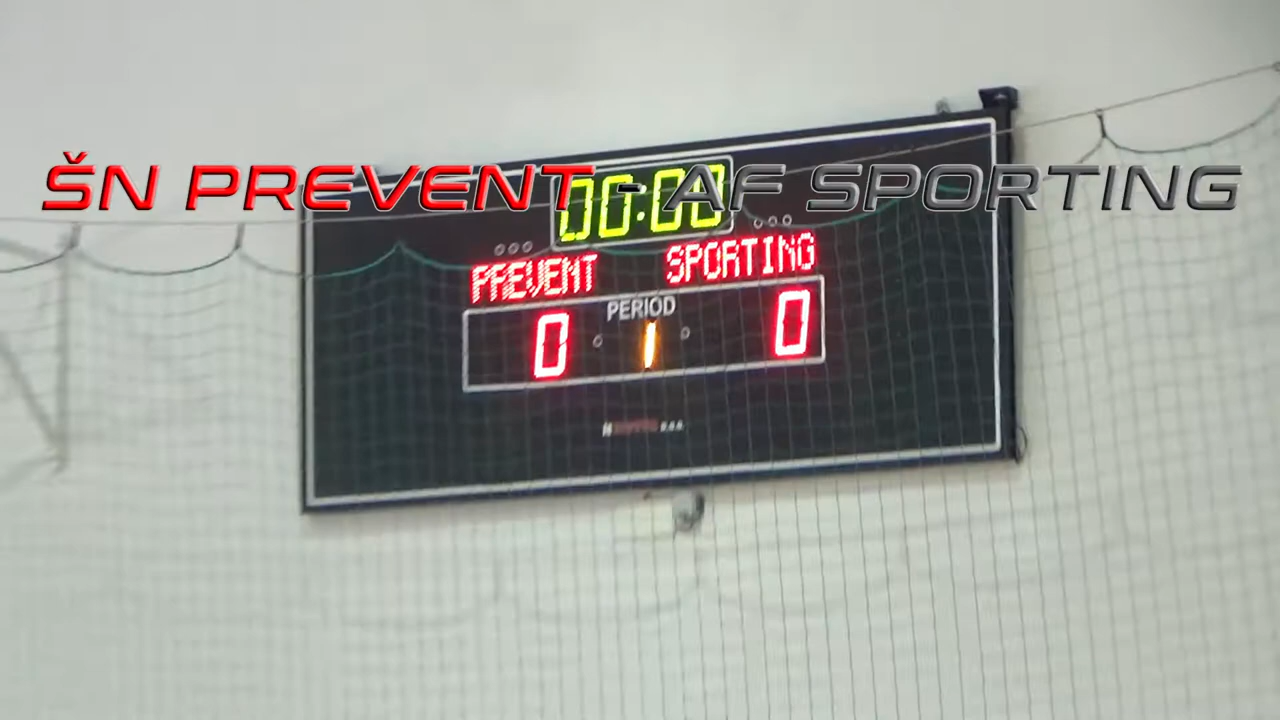 ŠN PREVENT - AF SPORTING
00:00
PREVENT SPORTING
PERIOD
0 1 0